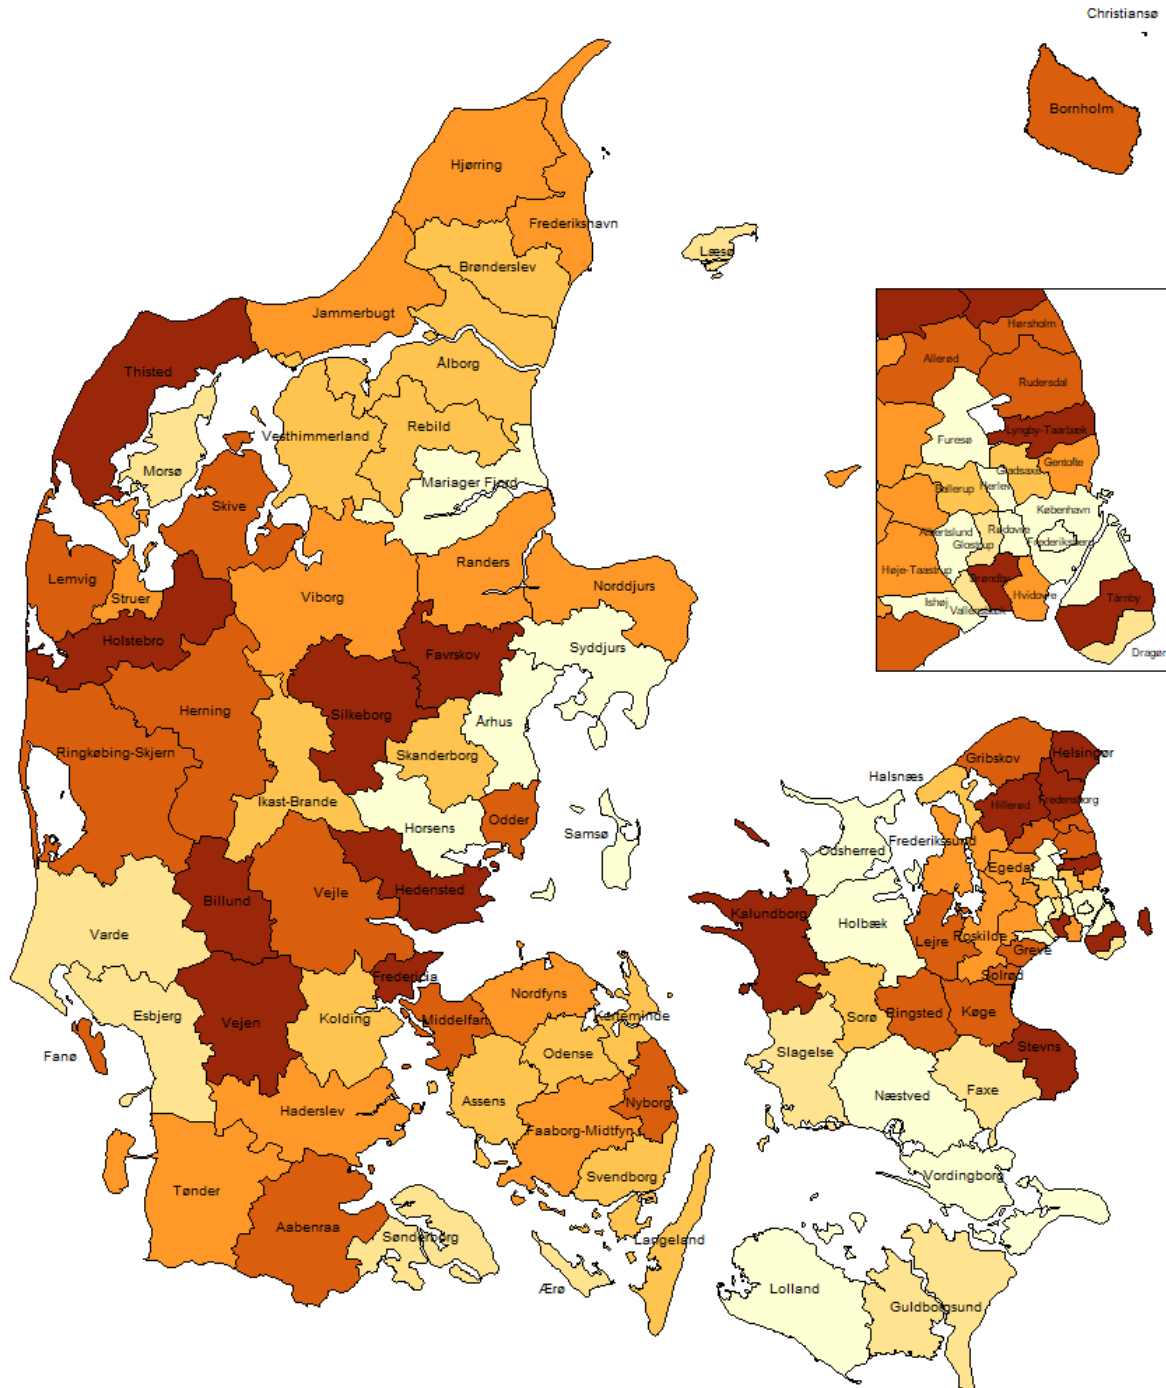 Christiansø
Bornholm
Hjørring
Frederikshavn
Læsø
Brønderslev
Jammerbugt
Hørsholm
Allerød
Thisted
Ålborg
Rudersdal
Lyngby-Taarbæk
Vesthimmerland
Rebild
Furesø
Gentofte
Gladsaxe
Morsø
Mariager Fjord
Ballerup
Herlev
Skive
København
Albertslund
Rødovre
Frederiksberg
Glostrup
Randers
Høje-Taastrup
Lemvig
Brøndby
Norddjurs
Struer
Viborg
Hvidovre
Tårnby
Ishøj
Vallensbæk
Holstebro
Favrskov
Syddjurs
Dragør
Herning
Silkeborg
Århus
Ringkøbing-Skjern
Skanderborg
Helsingør
Gribskov
Halsnæs
Ikast-Brande
Hillerød
Fredensborg
Horsens
Odder
Samsø
Frederikssund
Odsherred
Egedal
Vejle
Hedensted
Billund
Kalundborg
Holbæk
Varde
Lejre
Roskilde
Greve
Fredericia
Solrød
Nordfyns
Esbjerg
Vejen
Kolding
Middelfart
Kerteminde
Sorø
Ringsted
Køge
Stevns
Fanø
Odense
Slagelse
Faxe
Næstved
Haderslev
Assens
Nyborg
Faaborg-Midtfyn
Svendborg
Vordingborg
Tønder
Aabenraa
Sønderborg
Langeland
Ærø
Lolland
Guldborgsund